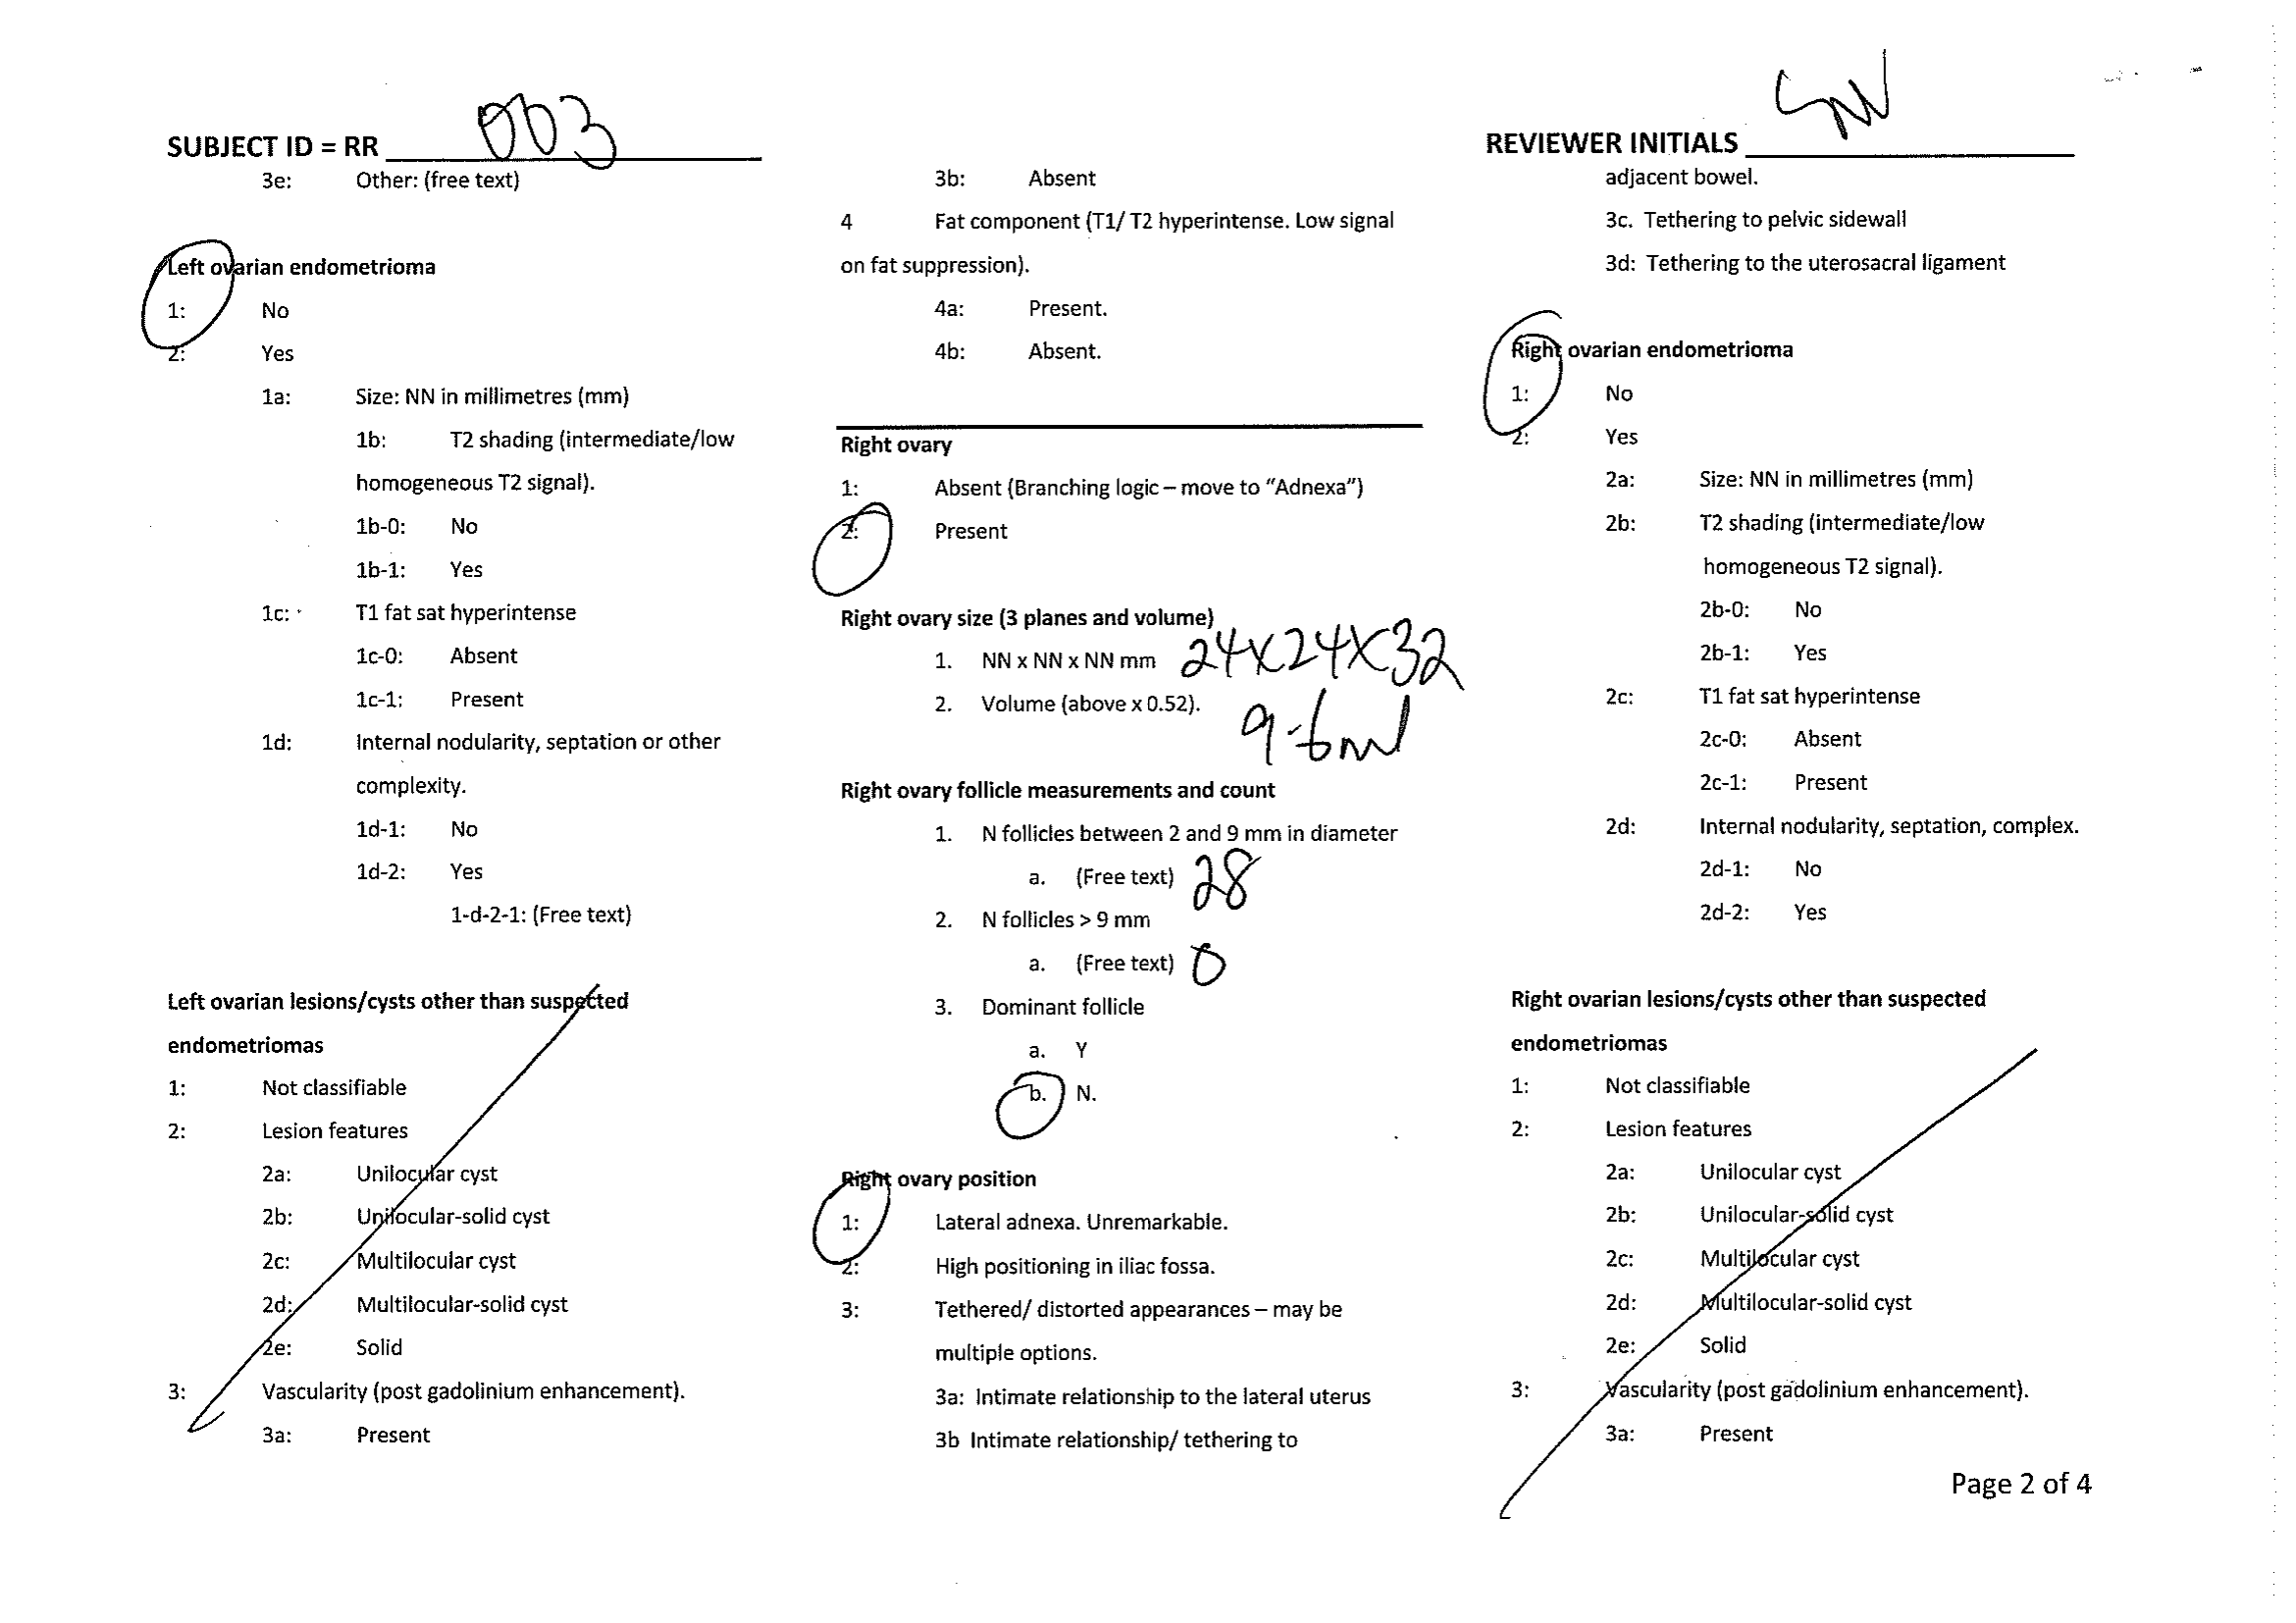 SUBJECT ID = RR 003
3e: Other: (free text)
Left ovarian endometrioma
1: No
2: Yes
1a: Size: NN in millimetres (mm)
1b: T2 shading (intermediate/low
homogeneous T2 signal).
1b-0: No
1b-1: Yes
1c: T1 fat sat hyperintense
1c-0: Absent
1c-1: Present
1d: Internal nodularity, septation or other
complexity.
1d-1: No
1d-2: Yes
1-d-2-1: (Free text)
Left ovarian lesions/cysts other than suspected
endometriomas
1: Not classifiable
2: Lesion features
2a: Unilocular cyst
2b: Unilocular-solid cyst
2c: Multilocular cyst
2d: Multilocular-solid cyst
2e: Solid
3: Vascularity (post gadolinium enhancement).
3a: Present
3b: Absent
4 Fat component (T1/ T2 hyperintense. Low signal
on fat suppression).
4a: Present.
4b: Absent.
Right ovary
1: Absent (Branching logic – move to “Adnexa”)
2: Present
Right ovary size (3 planes and volume)
1. NN x NN x NN mm 24x24x32
2. Volume (above x 0.52). 9.6ml
Right ovary follicle measurements and count
1. N follicles between 2 and 9 mm in diameter
a. (Free text) 28
2. N follicles > 9 mm
a. (Free text) 0
3. Dominant follicle
a. Y
b. N.
Right ovary position
1: Lateral adnexa. Unremarkable.
2: High positioning in iliac fossa.
3: Tethered/ distorted appearances – may be
multiple options.
3a: Intimate relationship to the lateral uterus
3b Intimate relationship/ tethering to
REVIEWER INITIALS
adjacent bowel.
3c. Tethering to pelvic sidewall
3d: Tethering to the uterosacral ligament
Right ovarian endometrioma
1: No
2: Yes
2a: Size: NN in millimetres (mm)
2b: T2 shading (intermediate/low
homogeneous T2 signal).
2b-0: No
2b-1: Yes
2c: T1 fat sat hyperintense
2c-0: Absent
2c-1: Present
2d: Internal nodularity, septation, complex.
2d-1: No
2d-2: Yes
Right ovarian lesions/cysts other than suspected
endometriomas
1: Not classifiable
2: Lesion features
2a: Unilocular cyst
2b: Unilocular-solid cyst
2c: Multilocular cyst
2d: Multilocular-solid cyst
2e: Solid
3: Vascularity (post gadolinium enhancement).
3a: Present
Page 2 of 4